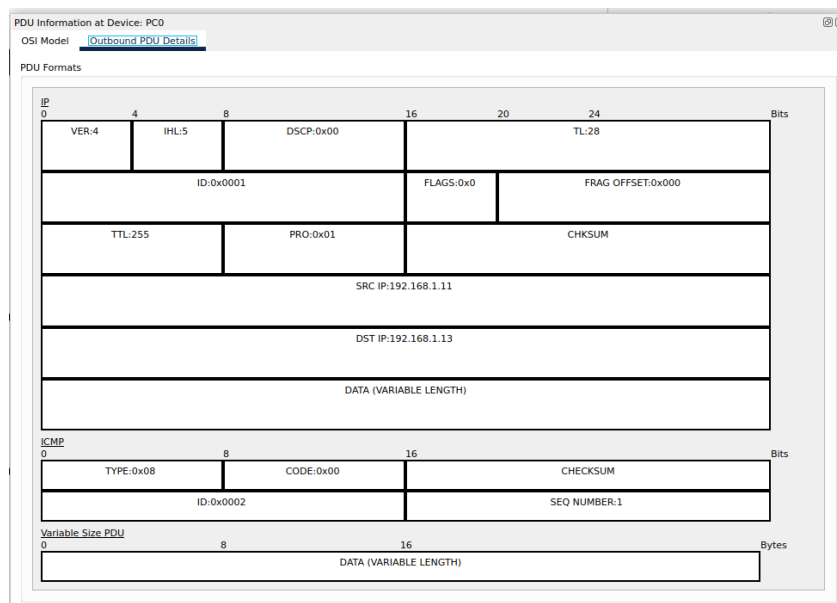 PDU Information at Device: PC0
OSI Model Outbound PDU Details
PDU Formats
IP
0 4 8 16 20 24 Bits
VER:4 IHL:5 DSCP:0x00 TL:28
ID:0x0001 FLAGS:0x0 FRAG OFFSET:0x000
TTL:255 PRO:0x01 CHKSUM
SRC IP:192.168.1.11
DST IP:192.168.1.13
DATA (VARIABLE LENGTH)
ICMP
0 8 16 Bits
TYPE:0x08 CODE:0x00 CHECKSUM
ID:0x0002 SEQ NUMBER:1
Variable Size PDU
0 8 16 Bytes
DATA (VARIABLE LENGTH)